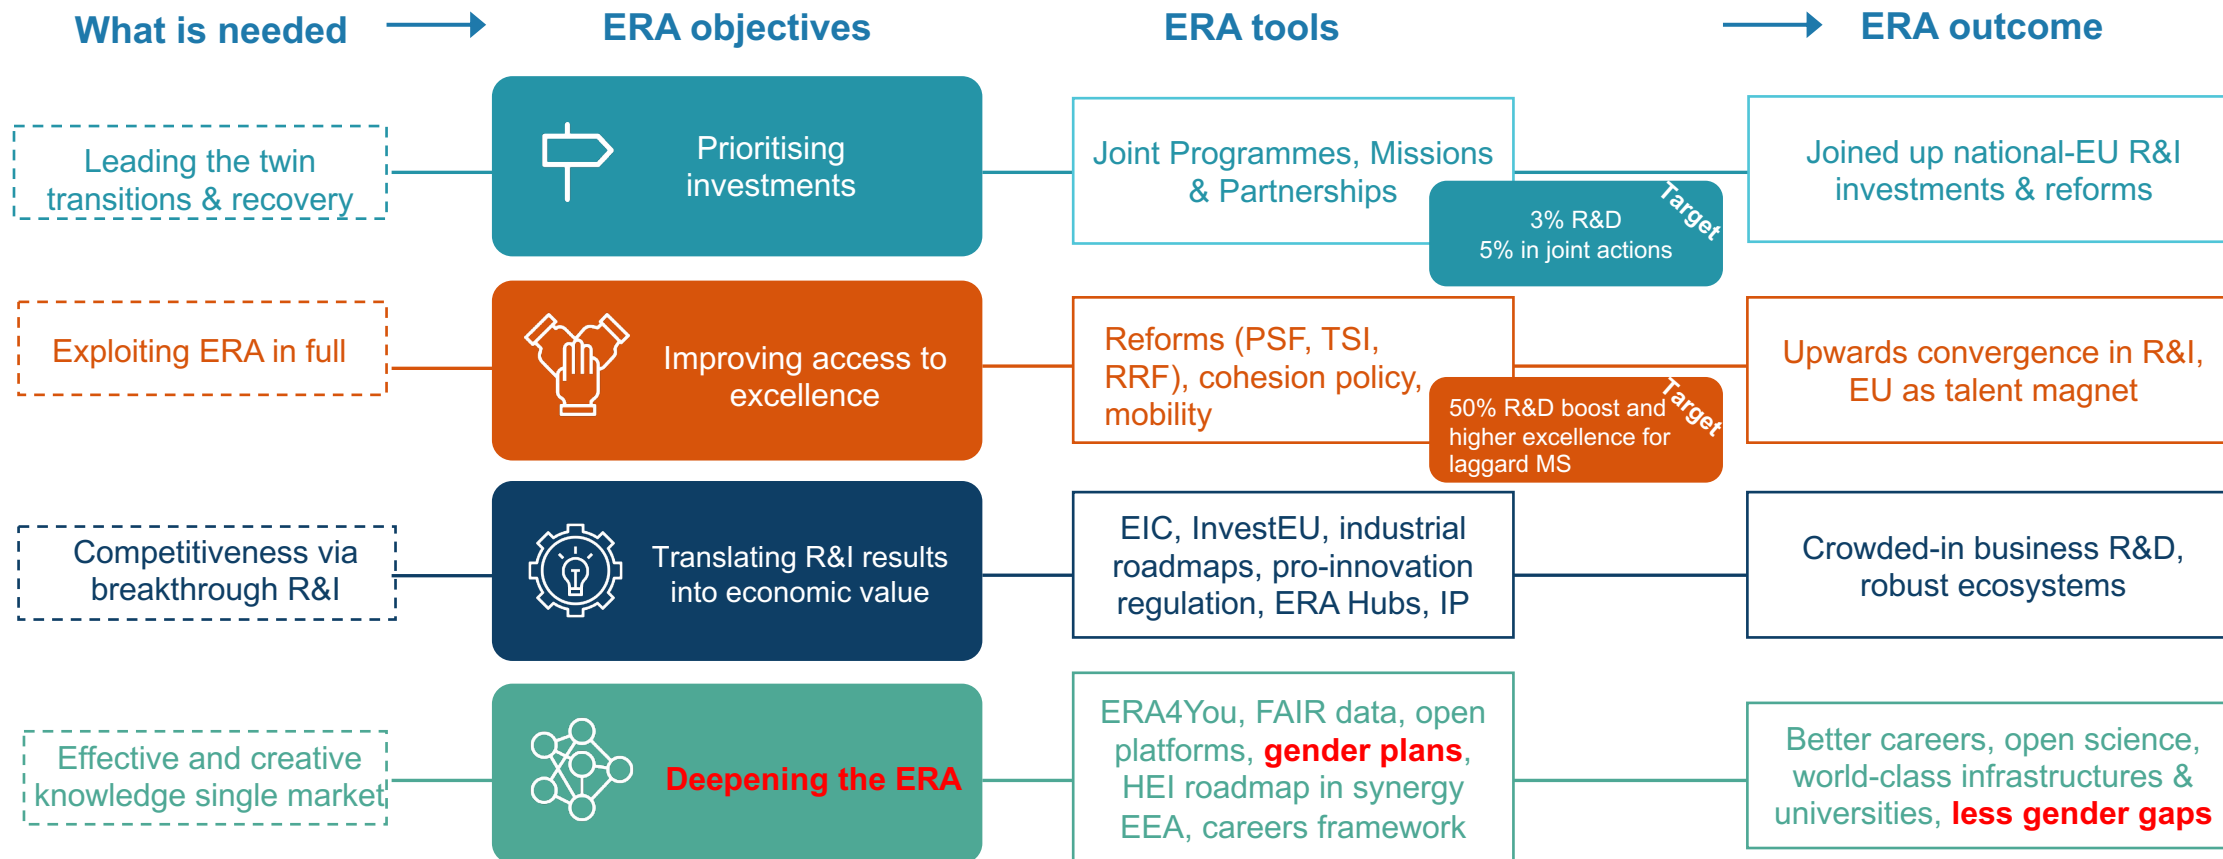 What is needed
ERA objectives
ERA tools
ERA outcome
Leading the twin
transitions & recovery
Prioritising
investments
Joint Programmes, Missions
& Partnerships
Target
3% R&D
5% in joint actions
Joined up national-EU R&I
investments & reforms
Exploiting ERA in full
Improving access to
excellence
Reforms (PSF, TSI,
RRF), cohesion policy,
mobility
Target
50% R&D boost and
higher excellence for
laggard MS
Upwards convergence in R&I,
EU as talent magnet
Competitiveness via
breakthrough R&I
Translating R&I results
into economic value
EIC, InvestEU, industrial
roadmaps, pro-innovation
regulation, ERA Hubs, IP
Crowded-in business R&D,
robust ecosystems
Effective and creative
knowledge single market
Deepening the ERA
ERA4You, FAIR data, open
platforms, gender plans,
HEI roadmap in synergy
EEA, careers framework
Better careers, open science,
world-class infrastructures &
universities, less gender gaps